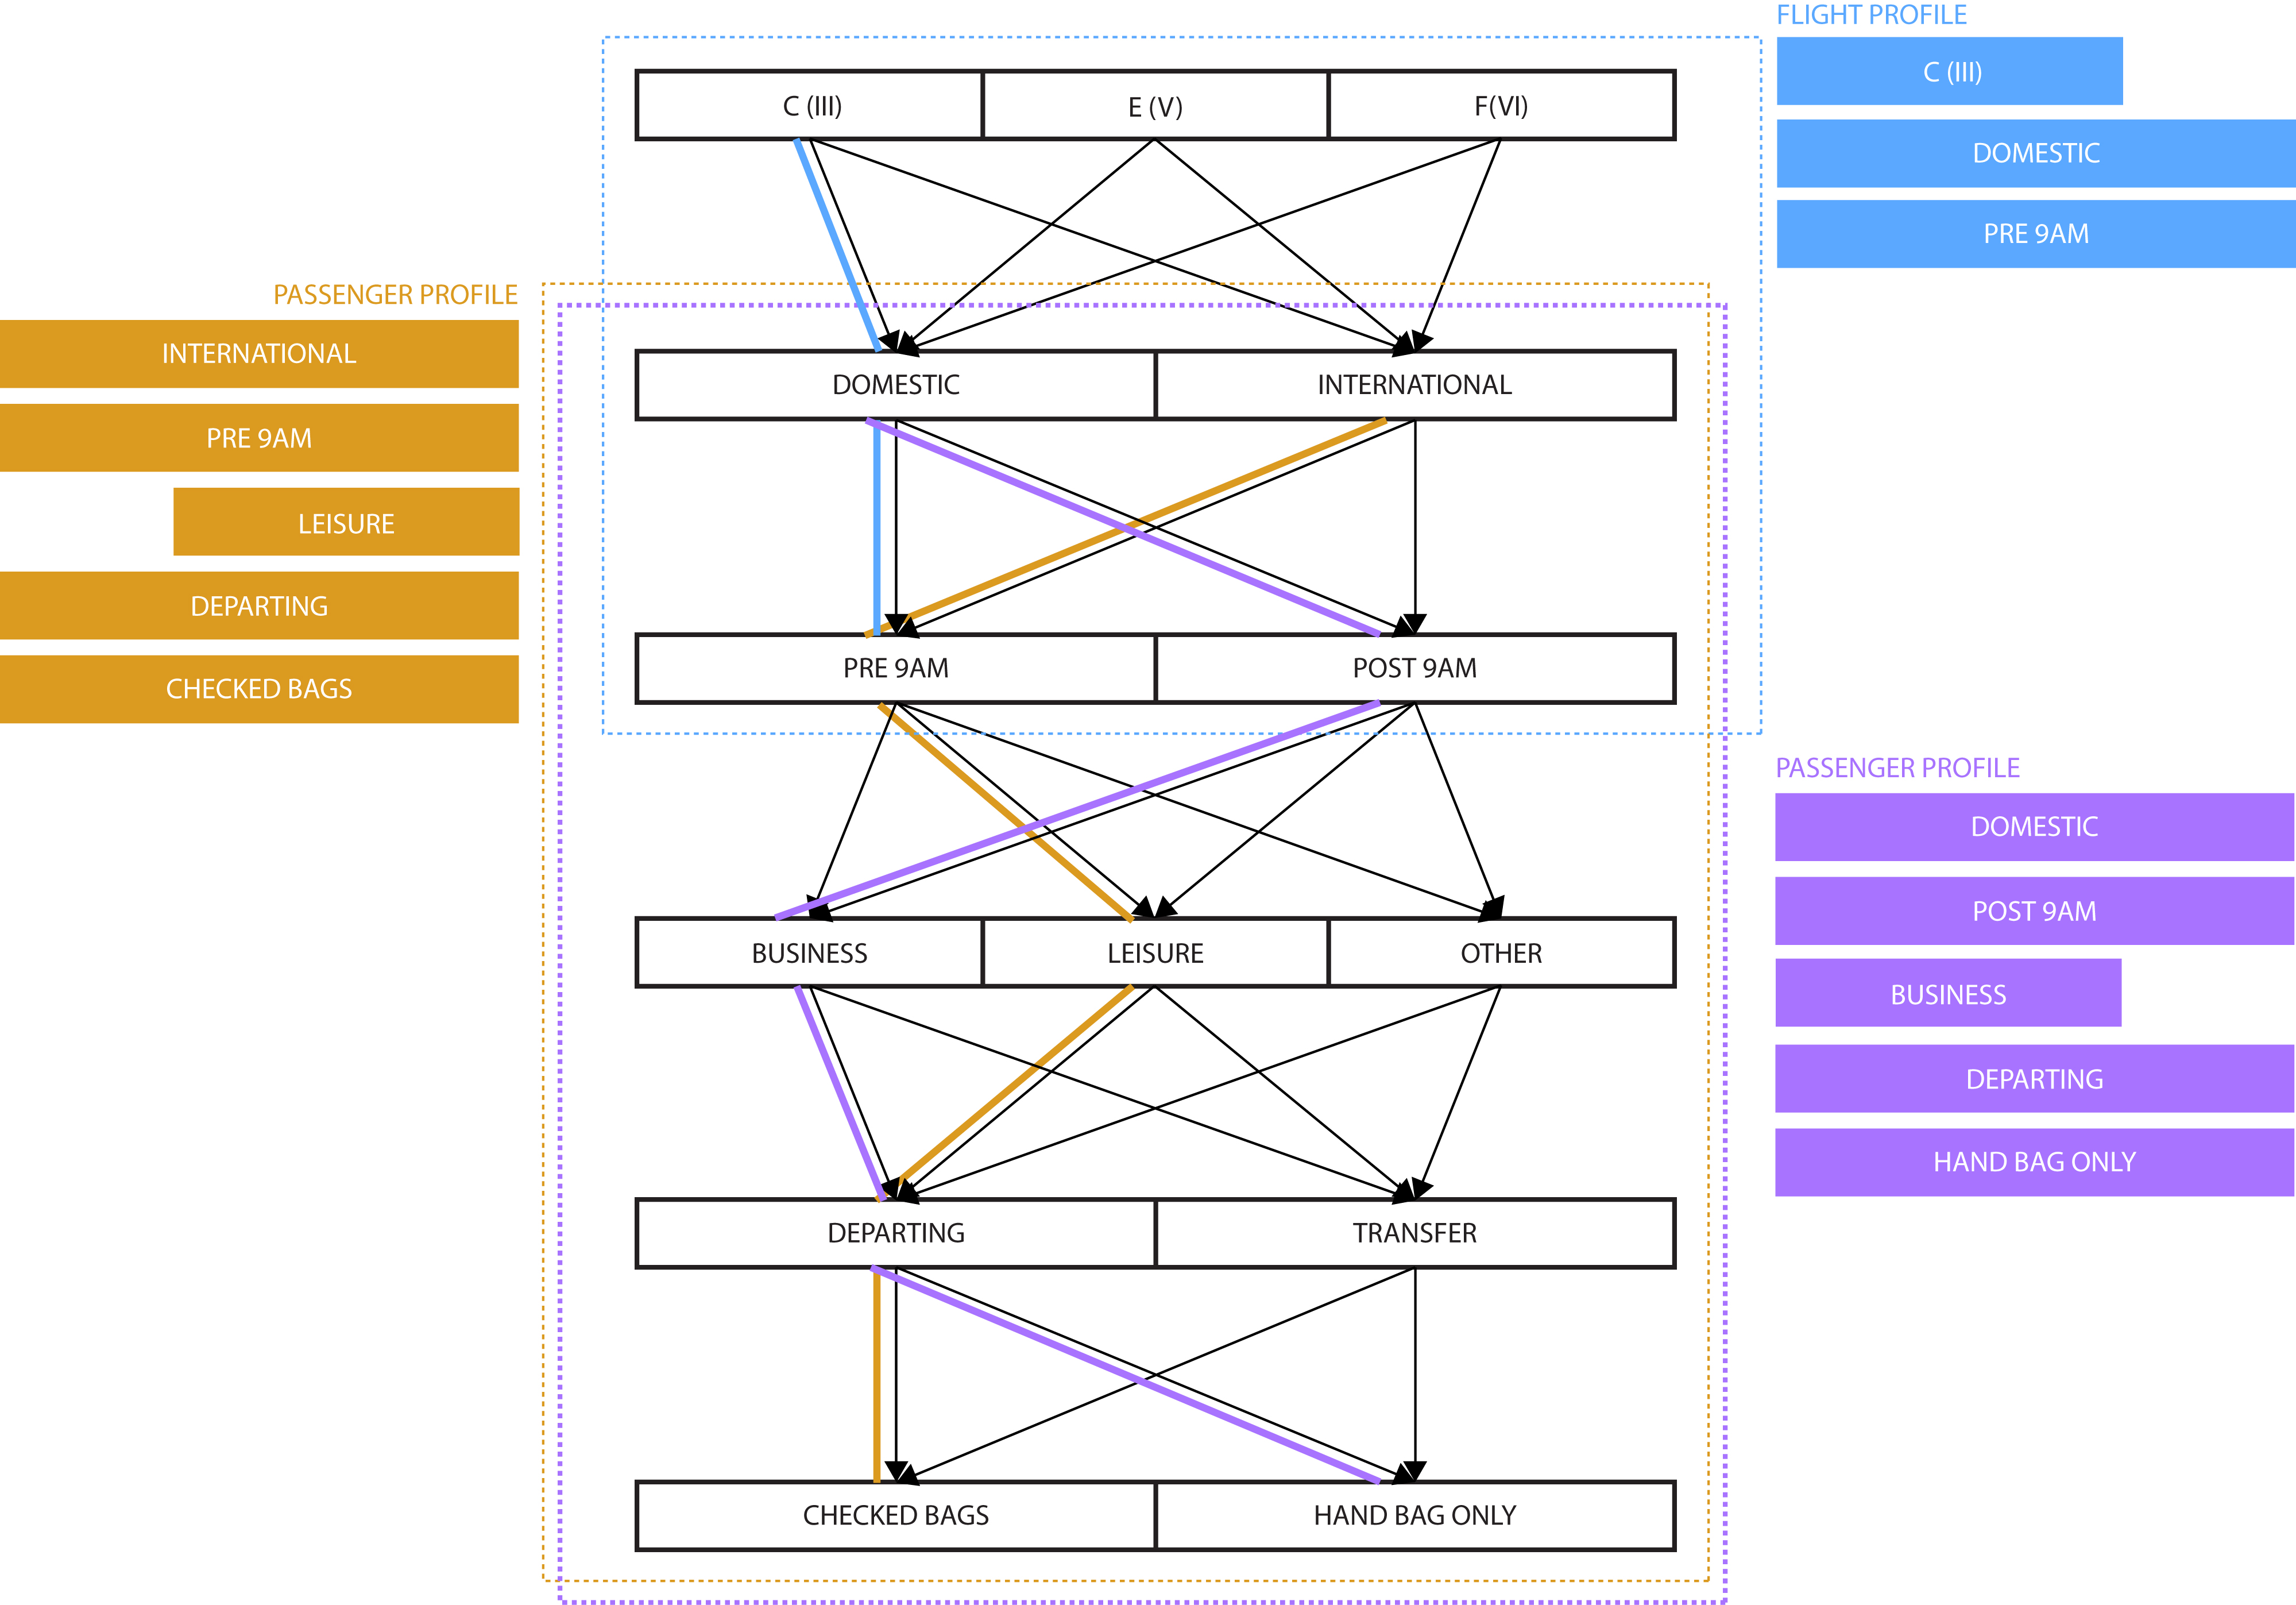 FLIGHT PROFILE
C (III)
DOMESTIC
PRE 9AM
C (III)
E (V)
F(VI)
PASSENGER PROFILE
INTERNATIONAL
PRE 9AM
LEISURE
DEPARTING
CHECKED BAGS
DOMESTIC
INTERNATIONAL
PRE 9AM
POST 9AM
BUSINESS
LEISURE
OTHER
DEPARTING
TRANSFER
CHECKED BAGS
HAND BAG ONLY
PASSENGER PROFILE
DOMESTIC
POST 9AM
BUSINESS
DEPARTING
HAND BAG ONLY